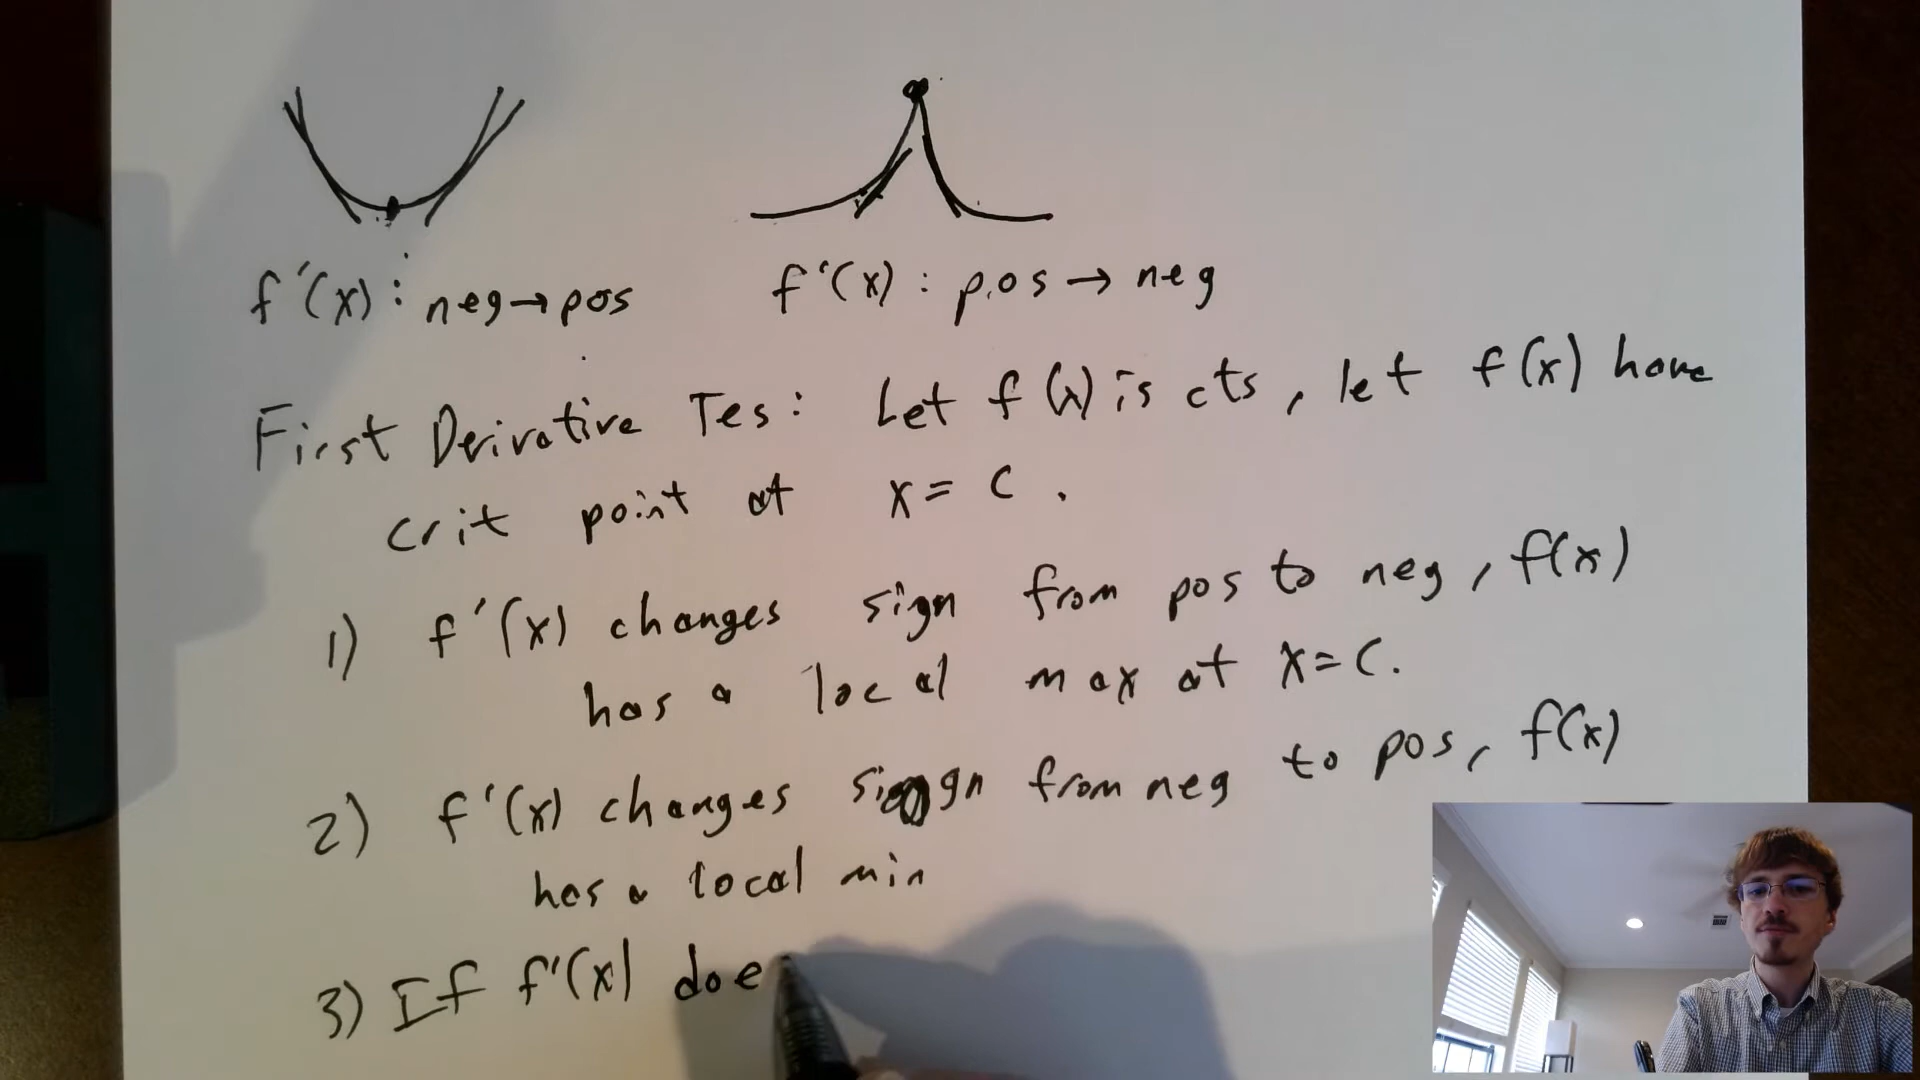 f'(x) : neg→pos
f'(x) : pos → neg
First Derivative Tes: Let f(x) is cts, let f(x) have
crit point at x = c.
1) f'(x) changes sign from pos to neg, f(x)
has a local max at x = c.
2) f'(x) changes sign from neg to pos, f(x)
has a local min
3) If f'(x) doe